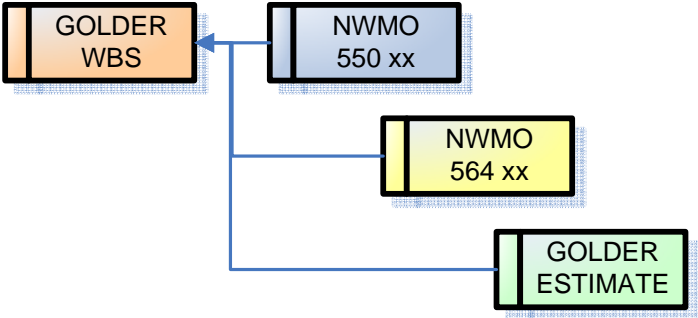 GOLDER
WBS
NWMO
550 xx
NWMO
564 xx
GOLDER
ESTIMATE